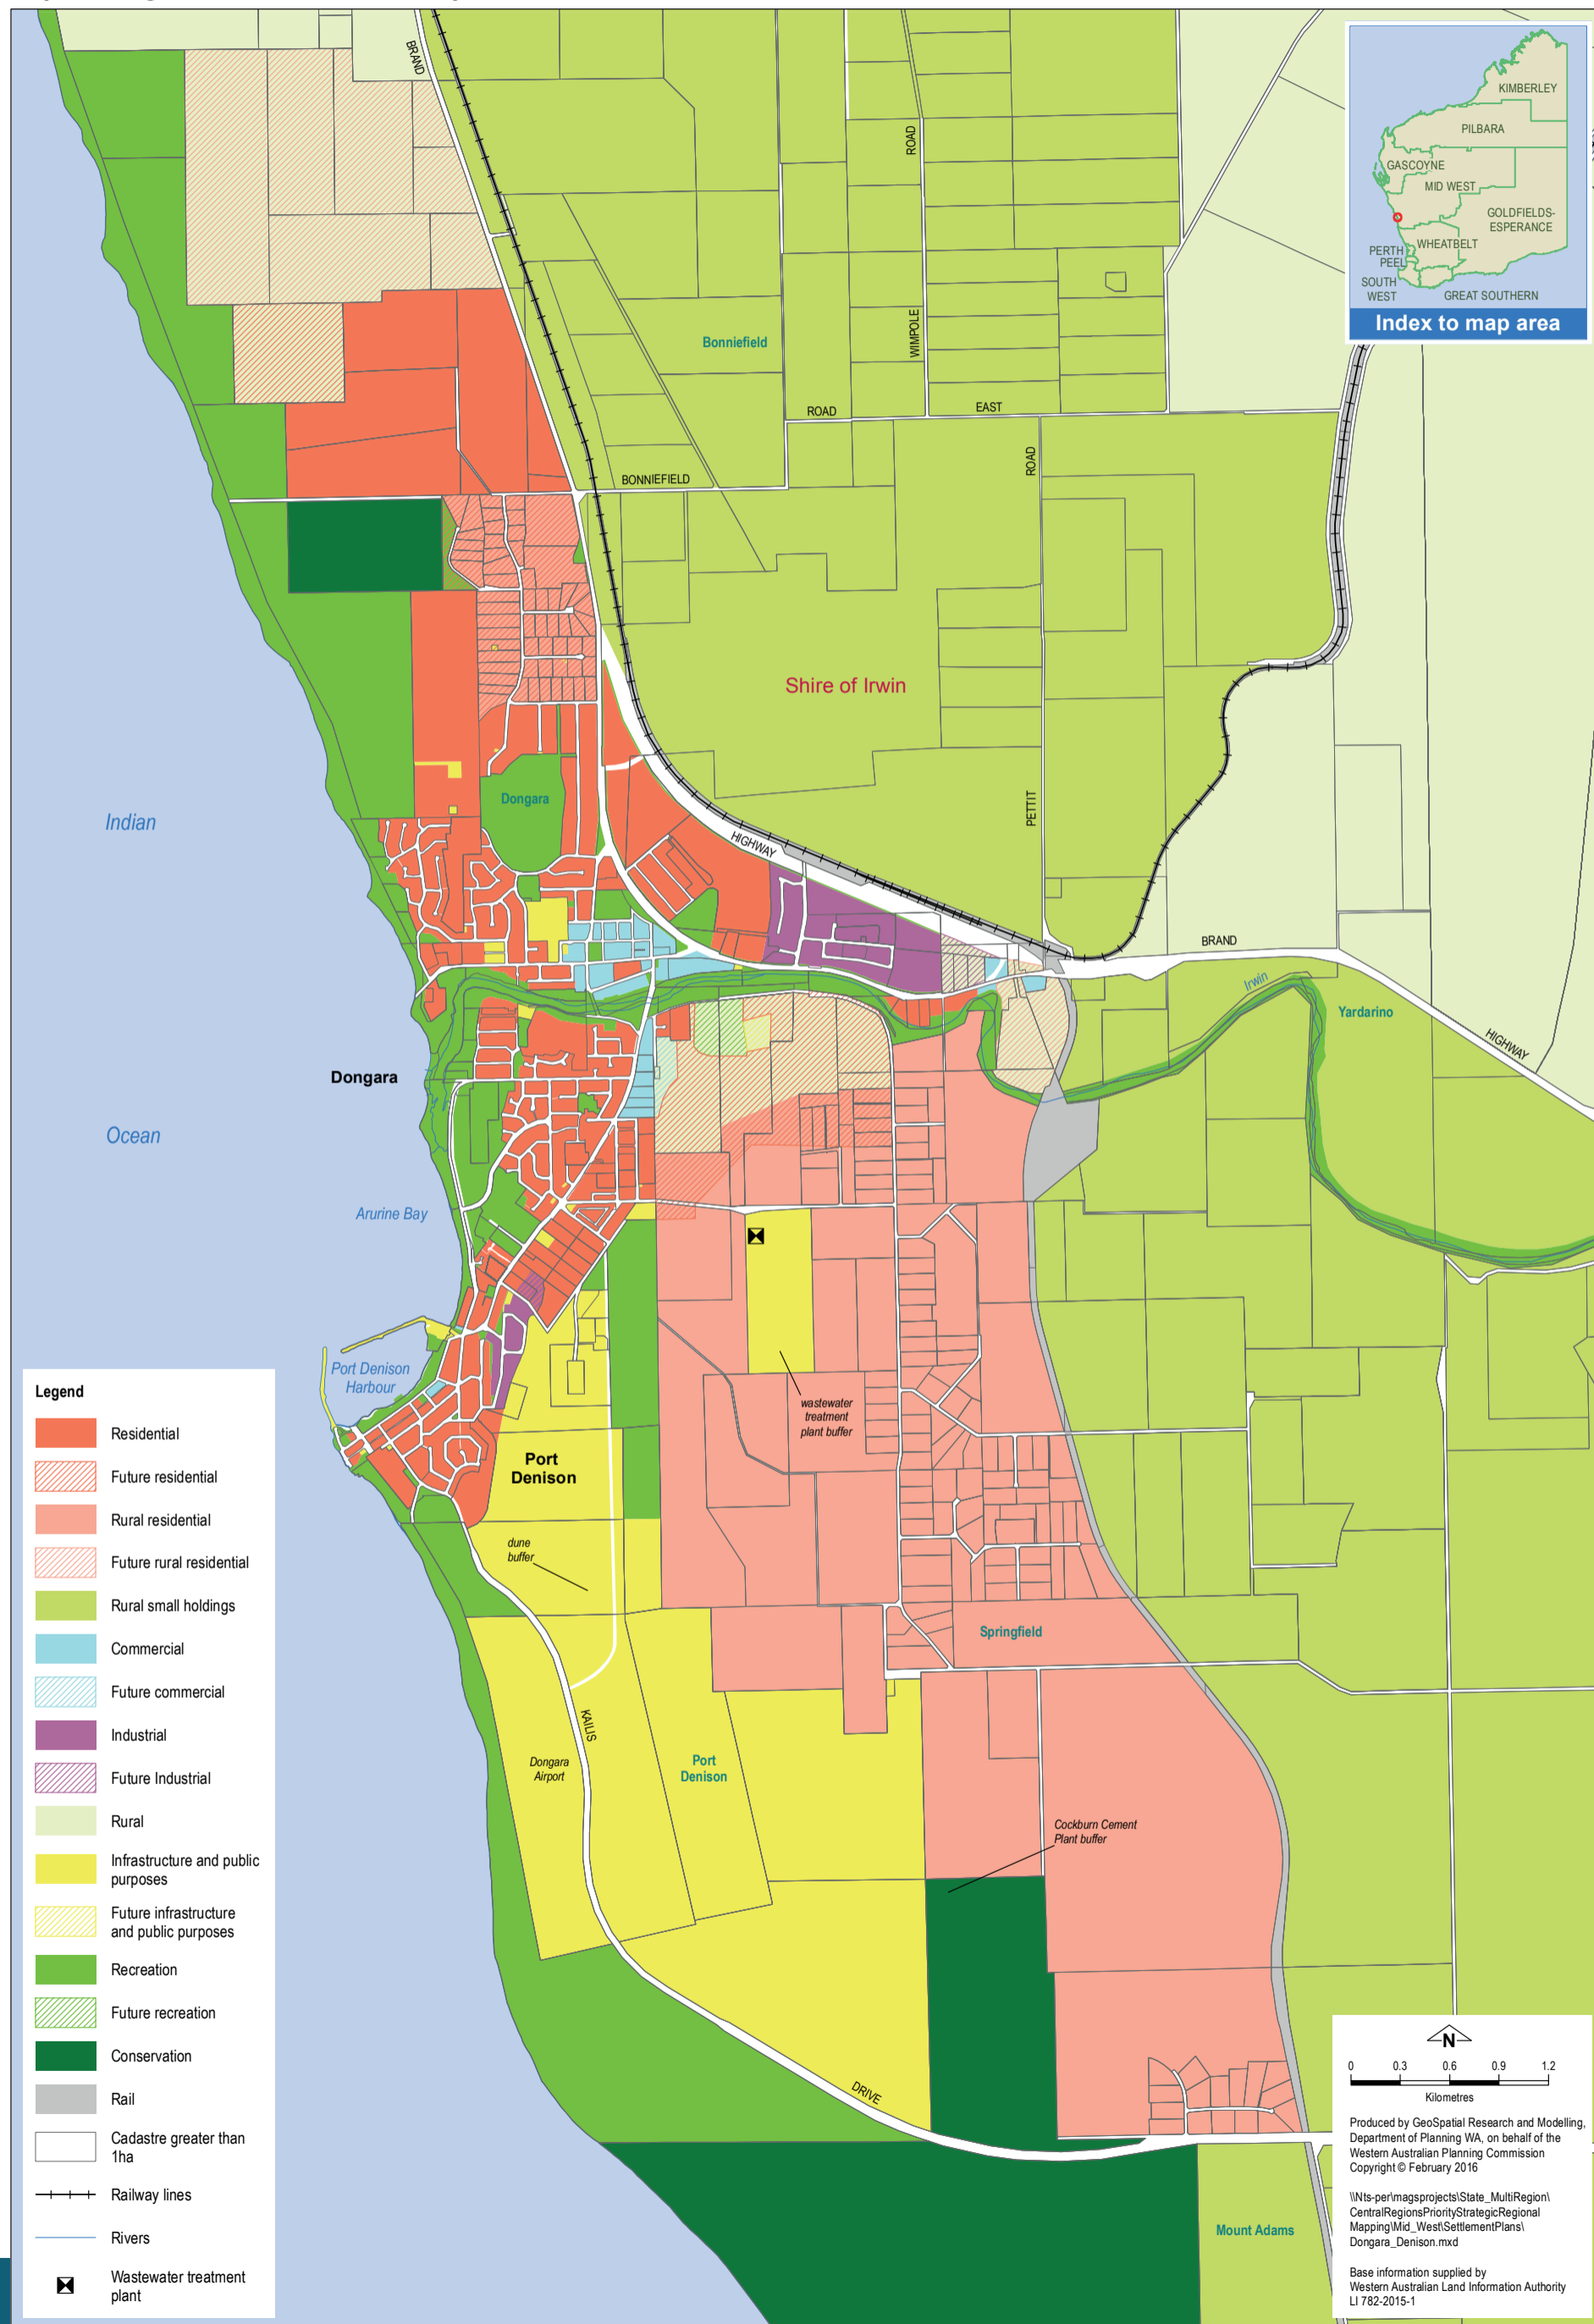 BRAND
ROAD
WIMPOLE
Bonniefield
ROAD
EAST
ROAD
BONNIEFIELD
KIMBERLEY
PILBARA
GASCOYNE
MID WEST
GOLDFIELDS-
ESPERANCE
WHEATBELT
PERTH
PEEL
SOUTH
WEST
GREAT SOUTHERN
Index to map area
Shire of Irwin
Indian
Dongara
PETTIT
HIGHWAY
BRAND
Irwin
Yardarino
HIGHWAY
Dongara
Ocean
Arurine Bay
Port Denison
Harbour
wastewater
treatment
plant buffer
Port
Denison
dune
buffer
Springfield
KAILIS
Dongara
Airport
Port
Denison
Cockburn Cement
Plant buffer
DRIVE
Mount Adams
Legend
Residential
Future residential
Rural residential
Future rural residential
Rural small holdings
Commercial
Future commercial
Industrial
Future Industrial
Rural
Infrastructure and public
purposes
Future infrastructure
and public purposes
Recreation
Future recreation
Conservation
Rail
Cadastre greater than
1ha
Railway lines
Rivers
Wastewater treatment
plant
N
0 0.3 0.6 0.9 1.2
Kilometres
Produced by GeoSpatial Research and Modelling,
Department of Planning WA, on behalf of the
Western Australian Planning Commission
Copyright © February 2016
\\Nts-per\magsprojects\State_MultiRegion\
CentralRegionsPriorityStrategicRegional
Mapping\Mid_West\SettlementPlans\
Dongara_Denison.mxd
Base information supplied by
Western Australian Land Information Authority
LI 782-2015-1